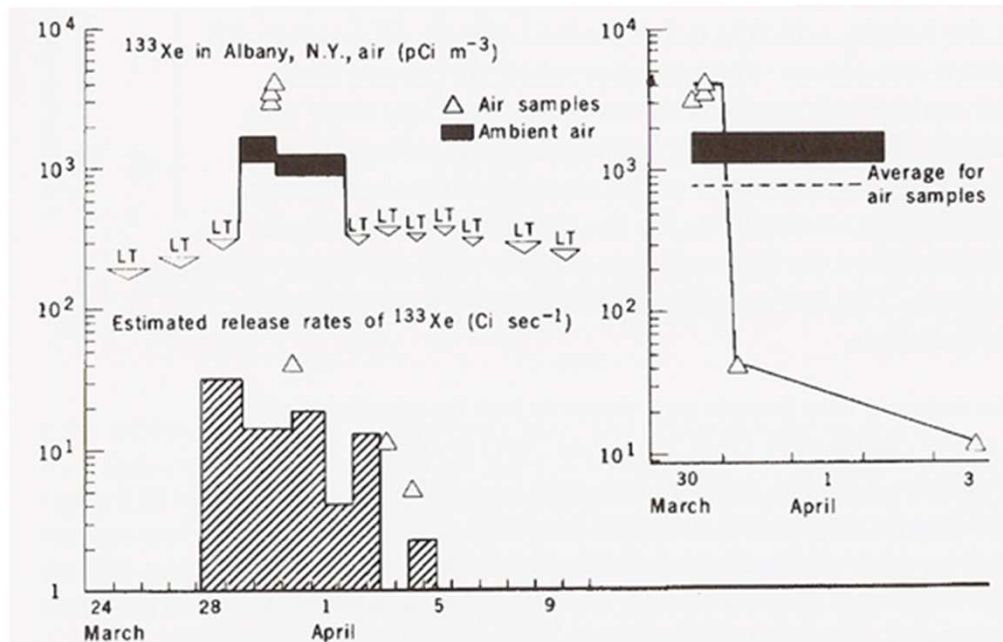 10⁴
¹³³Xe in Albany, N.Y., air (pCi m⁻³)
△ Air samples
Ambient air
10³
LT LT LT LT LT LT LT LT LT LT
10²
Estimated release rates of ¹³³Xe (Ci sec⁻¹)
10¹
1
24 28 1 5 9
March April
10⁴
10³
Average for
air samples
10²
10¹
30 1 3
March April